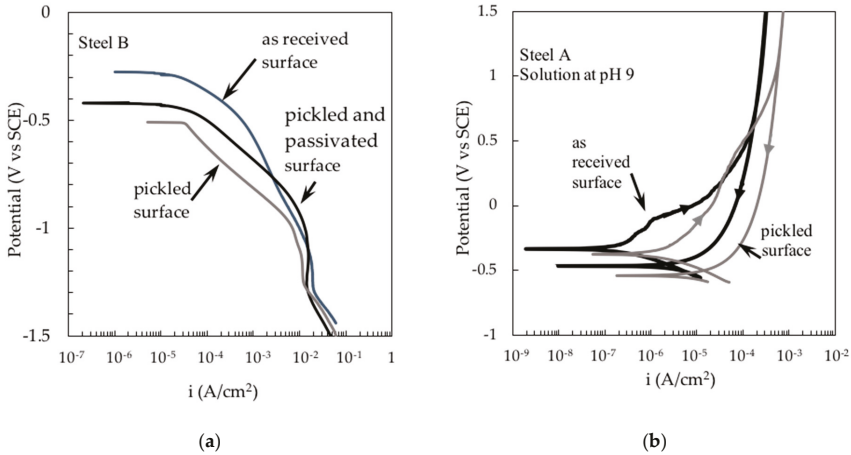 0
-0.5
-1
-1.5
Potential (V vs SCE)
Steel B
as received
surface
pickled and
passivated
surface
pickled
surface
10⁻⁷ 10⁻⁶ 10⁻⁵ 10⁻⁴ 10⁻³ 10⁻² 10⁻¹ 1
i (A/cm²)
(a)
1.5
1
0.5
0
-0.5
-1
Potential (V vs SCE)
Steel A
Solution at pH 9
as
received
surface
pickled
surface
10⁻⁹ 10⁻⁸ 10⁻⁷ 10⁻⁶ 10⁻⁵ 10⁻⁴ 10⁻³ 10⁻²
i (A/cm²)
(b)